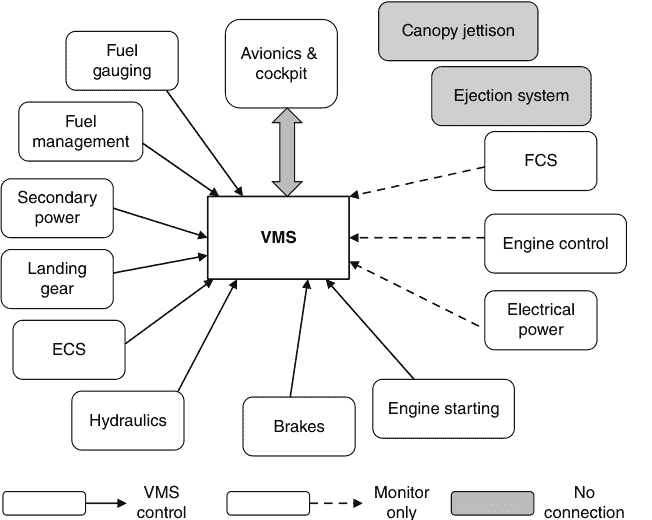 Canopy jettison
Fuel
gauging
Avionics &
cockpit
Ejection system
Fuel
management
FCS
Secondary
power
VMS
Engine control
Landing
gear
Electrical
power
ECS
Hydraulics
Brakes
Engine starting
VMS
control
Monitor
only
No
connection